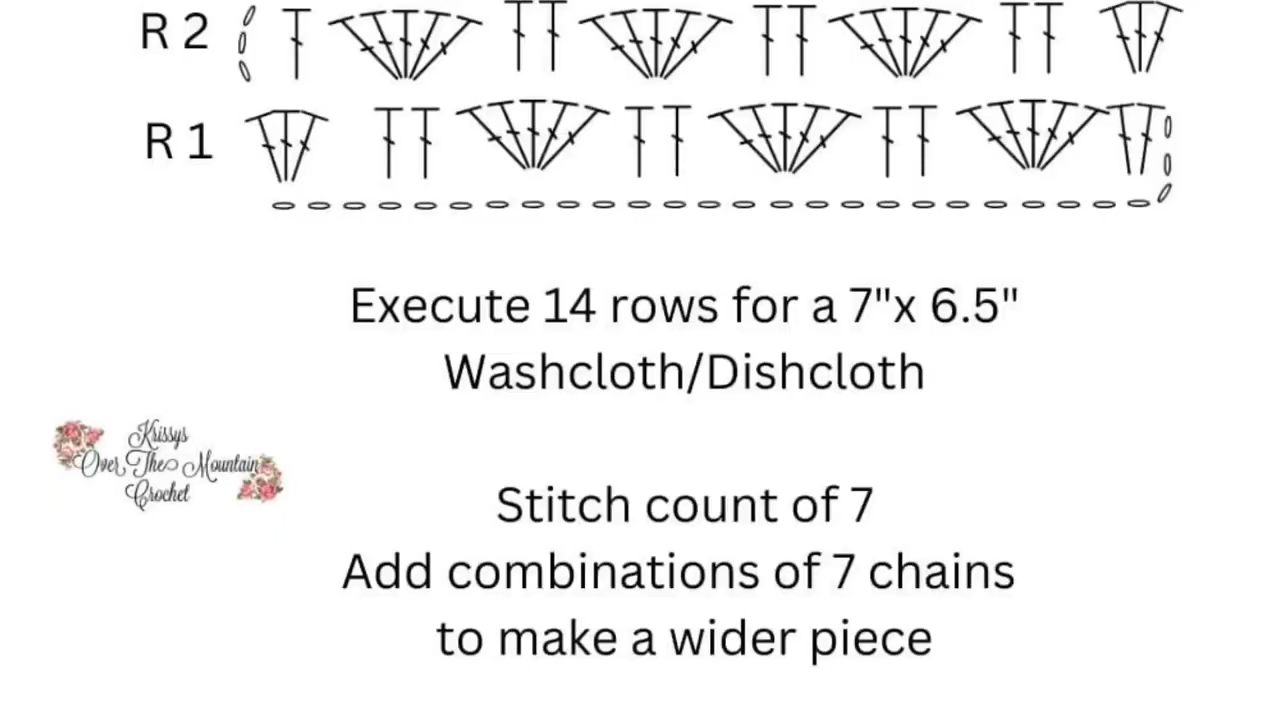 R 2
R 1
Execute 14 rows for a 7"x 6.5"
Washcloth/Dishcloth
Krissys
Over The Mountain
Crochet
Stitch count of 7
Add combinations of 7 chains
to make a wider piece